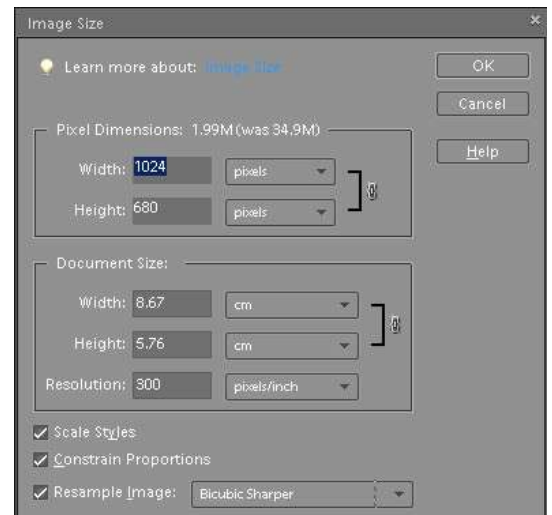 Image Size
Learn more about: Image Size
OK
Cancel
Help
Pixel Dimensions: 1.99M (was 34.9M)
Width: 1024 pixels
Height: 680 pixels
Document Size:
Width: 8.67 cm
Height: 5.76 cm
Resolution: 300 pixels/inch
Scale Styles
Constrain Proportions
Resample Image: Bicubic Sharper